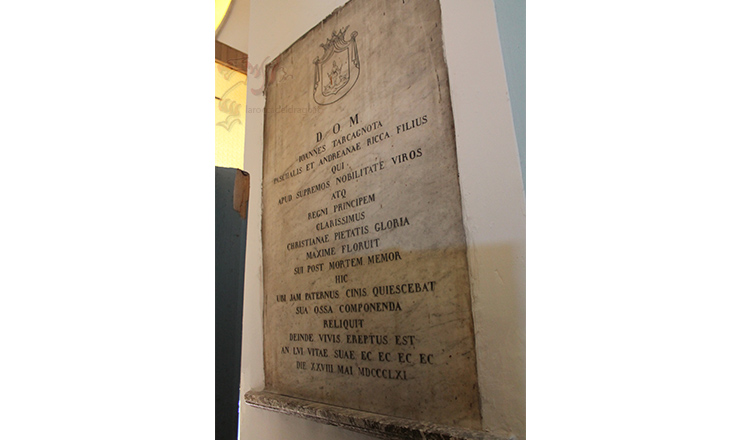 D O M
IOANNES TARCAGNOTA
PASCHALIS ET ANDREANAE RICCA FILIUS
QUI
APUD SUPREMOS NOBILITATE VIROS
ATQ
REGNI PRINCIPEM
CLARISSIMUS
CHRISTIANAE PIETATIS GLORIA
MAXIME FLORUIT
SUI POST MORTEM MEMOR
HIC
UBI JAM PATERNUS CINIS QUIESCEBAT
SUA OSSA COMPONENDA
RELIQUIT
DEINDE VIVIS EREPTUS EST
AN LVI VITAE SUAE EC EC EC EC
DIE XXVIII MAI MDCCCLXI